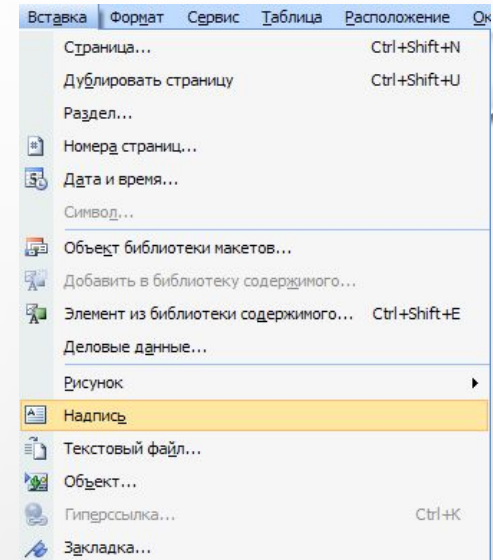 Вставка Формат Сервис Таблица Расположение Ок
Страница... Ctrl+Shift+N
Дублировать страницу Ctrl+Shift+U
Раздел...
Номера страниц...
Дата и время...
Символ...
Объект библиотеки макетов...
Добавить в библиотеку содержимого...
Элемент из библиотеки содержимого... Ctrl+Shift+E
Деловые данные...
Рисунок
Надпись
Текстовый файл...
Объект...
Гиперссылка... Ctrl+K
Закладка...